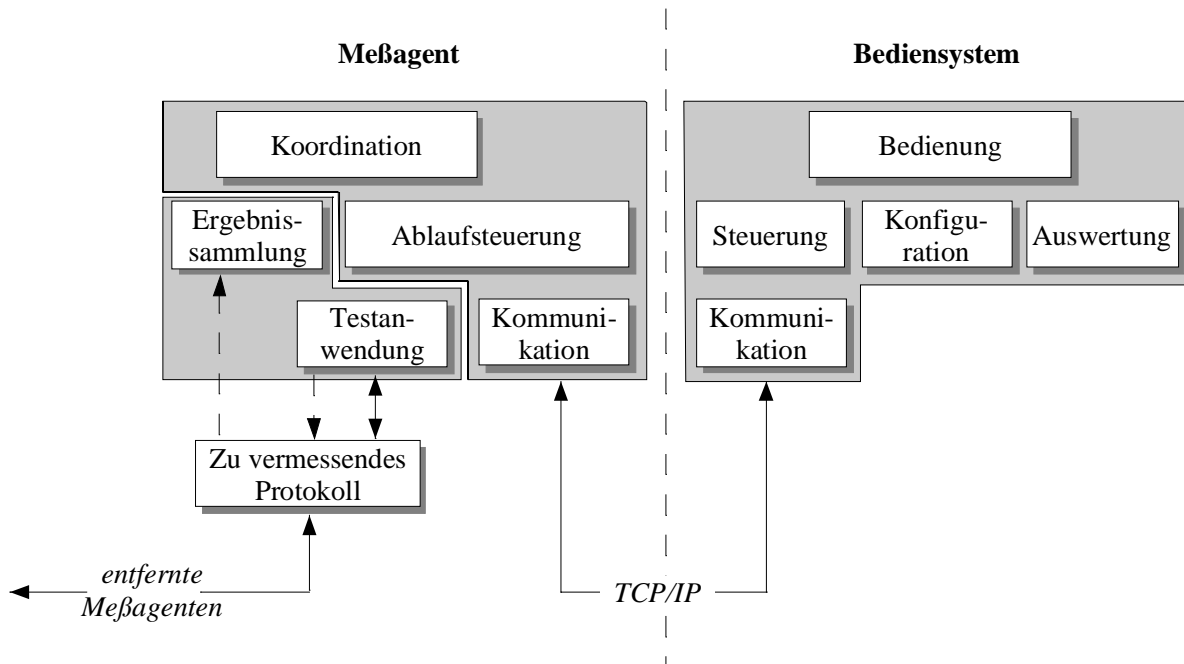 Meßagent
Bediensystem
Koordination
Bedienung
Ergebnis-
sammlung
Ablaufsteuerung
Steuerung
Konfigu-
ration
Auswertung
Testan-
wendung
Kommuni-
kation
Kommuni-
kation
Zu vermessendes
Protokoll
entfernte
Meßagenten
TCP/IP